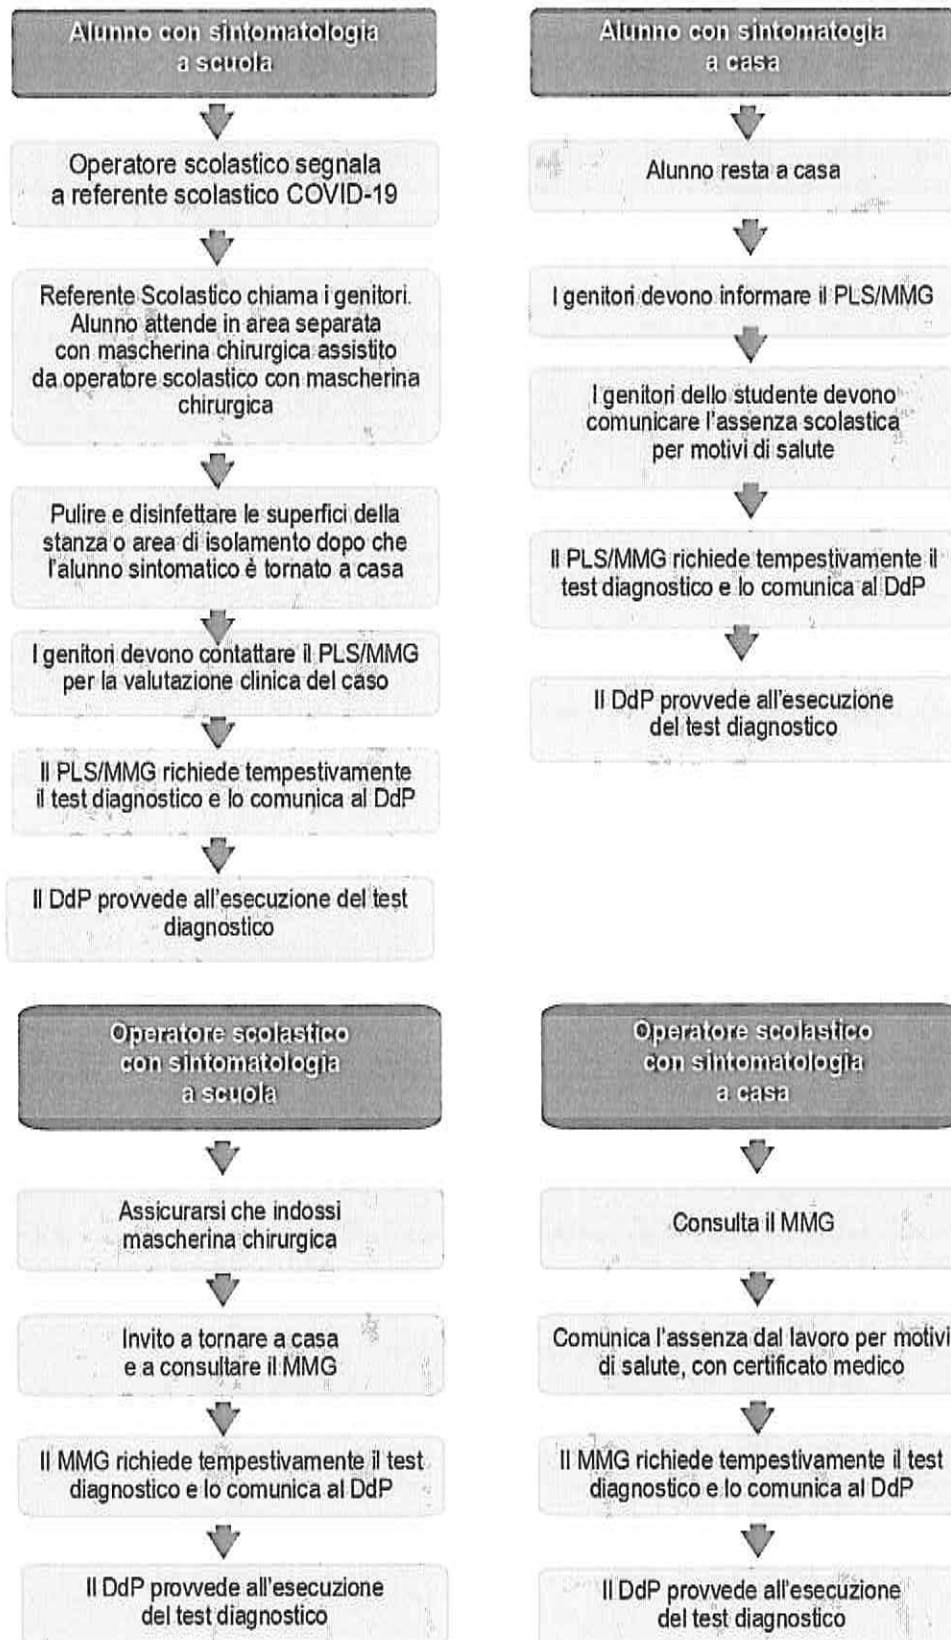 Alunno con sintomatologia
a scuola
Operatore scolastico segnala
a referente scolastico COVID-19
Referente Scolastico chiama i genitori.
Alunno attende in area separata
con mascherina chirurgica assistito
da operatore scolastico con mascherina
chirurgica
Pulire e disinfettare le superfici della
stanza o area di isolamento dopo che
l'alunno sintomatico è tornato a casa
I genitori devono contattare il PLS/MMG
per la valutazione clinica del caso
Il PLS/MMG richiede tempestivamente
il test diagnostico e lo comunica al DdP
Il DdP provvede all'esecuzione del test
diagnostico
Alunno con sintomatogia
a casa
Alunno resta a casa
I genitori devono informare il PLS/MMG
I genitori dello studente devono
comunicare l'assenza scolastica
per motivi di salute
Il PLS/MMG richiede tempestivamente il
test diagnostico e lo comunica al DdP
Il DdP provvede all'esecuzione
del test diagnostico
Operatore scolastico
con sintomatologia
a scuola
Assicurarsi che indossi
mascherina chirurgica
Invito a tornare a casa
e a consultare il MMG
Il MMG richiede tempestivamente il test
diagnostico e lo comunica al DdP
Il DdP provvede all'esecuzione
del test diagnostico
Operatore scolastico
con sintomatologia
a casa
Consulta il MMG
Comunica l'assenza dal lavoro per motivi
di salute, con certificato medico
Il MMG richiede tempestivamente il test
diagnostico e lo comunica al DdP
Il DdP provvede all'esecuzione
del test diagnostico